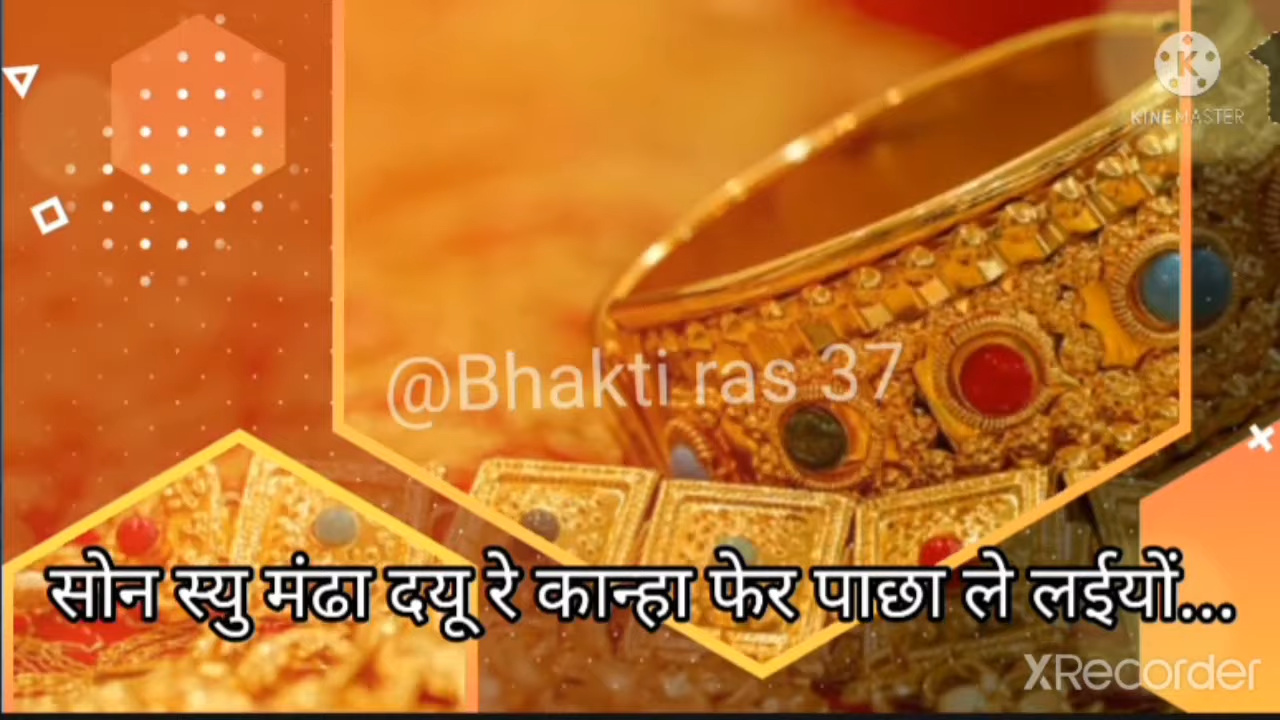 KINEMASTER
@Bhakti ras 37
सोन स्यु मंढा दयू रे कान्हा फेर पाछा ले लईयों...
XRecorder